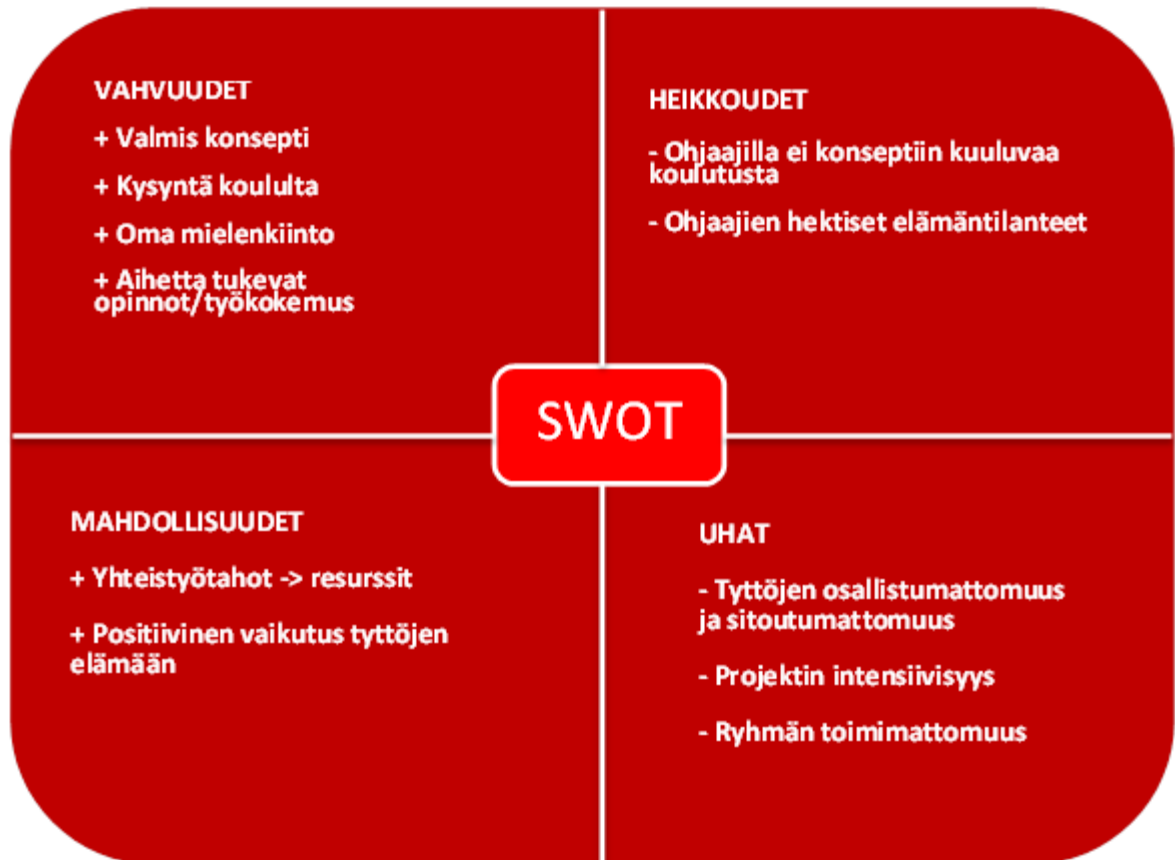 VAHVUUDET
+ Valmis konsepti
+ Kysyntä koululta
+ Oma mielenkiinto
+ Aihetta tukevat
opinnot/työkokemus
HEIKKOUDET
- Ohjaajilla ei konseptiin kuuluvaa
koulutusta
- Ohjaajien hektiset elämäntilanteet
SWOT
MAHDOLLISUUDET
+ Yhteistyötahot -> resurssit
+ Positiivinen vaikutus tyttöjen
elämään
UHAT
- Tyttöjen osallistumattomuus
ja sitoutumattomuus
- Projektin intensiivisyys
- Ryhmän toimimattomuus